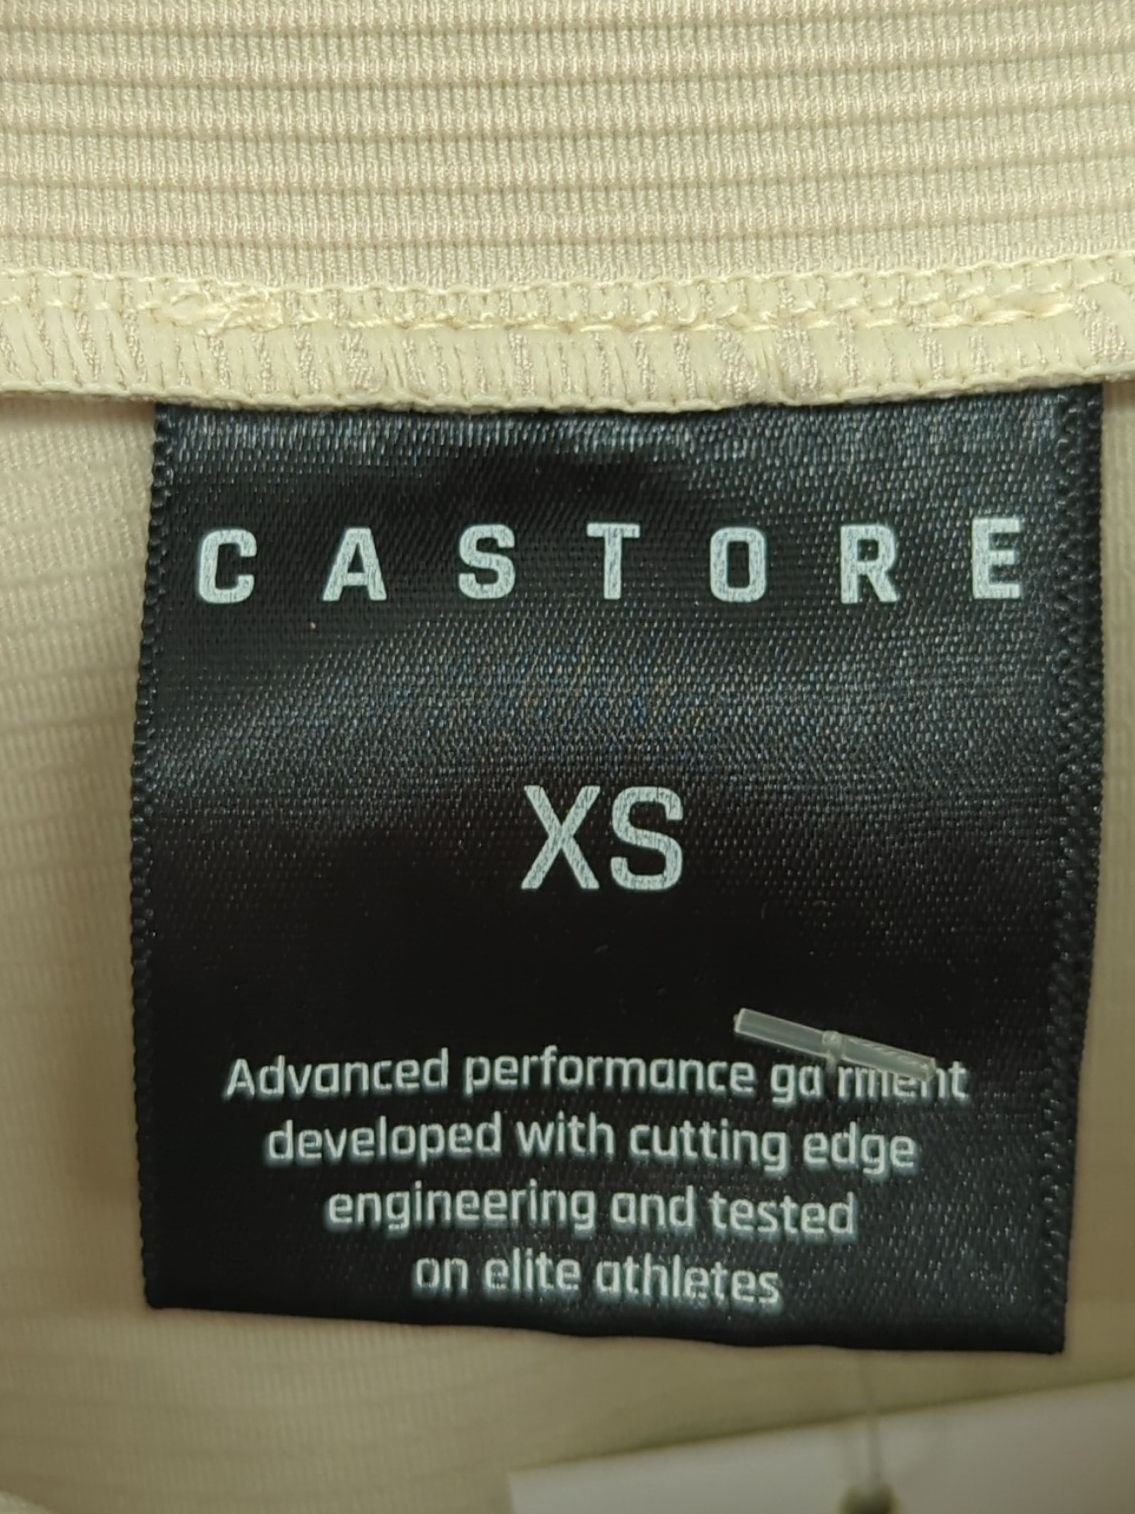 CASTORE
XS
Advanced performance garment
developed with cutting edge
engineering and tested
on elite athletes